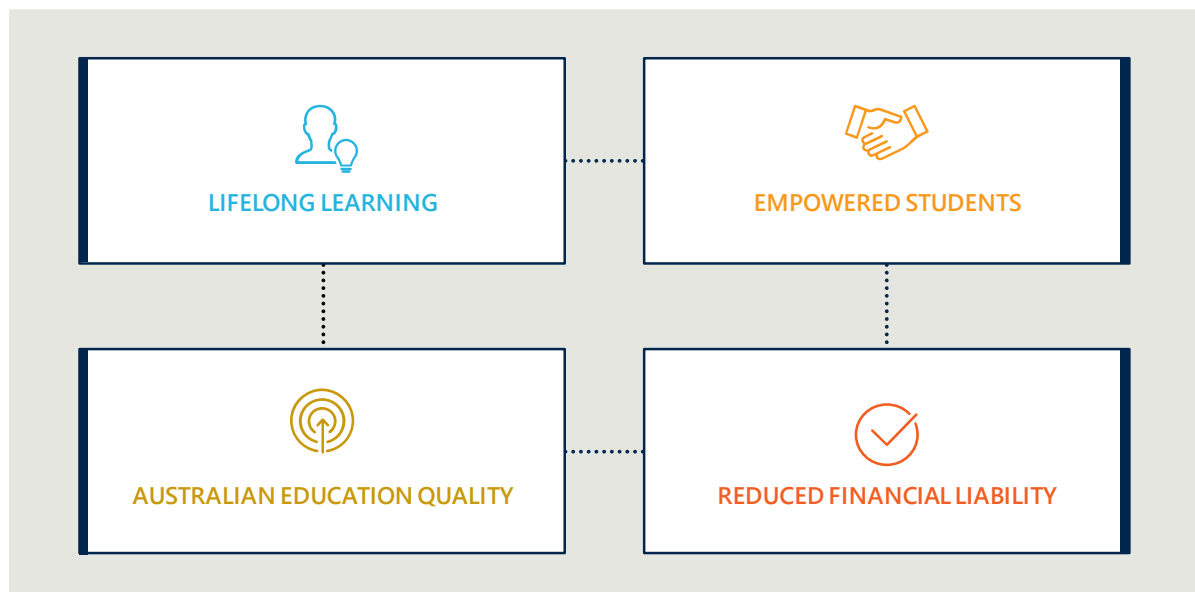 LIFELONG LEARNING
EMPOWERED STUDENTS
AUSTRALIAN EDUCATION QUALITY
REDUCED FINANCIAL LIABILITY